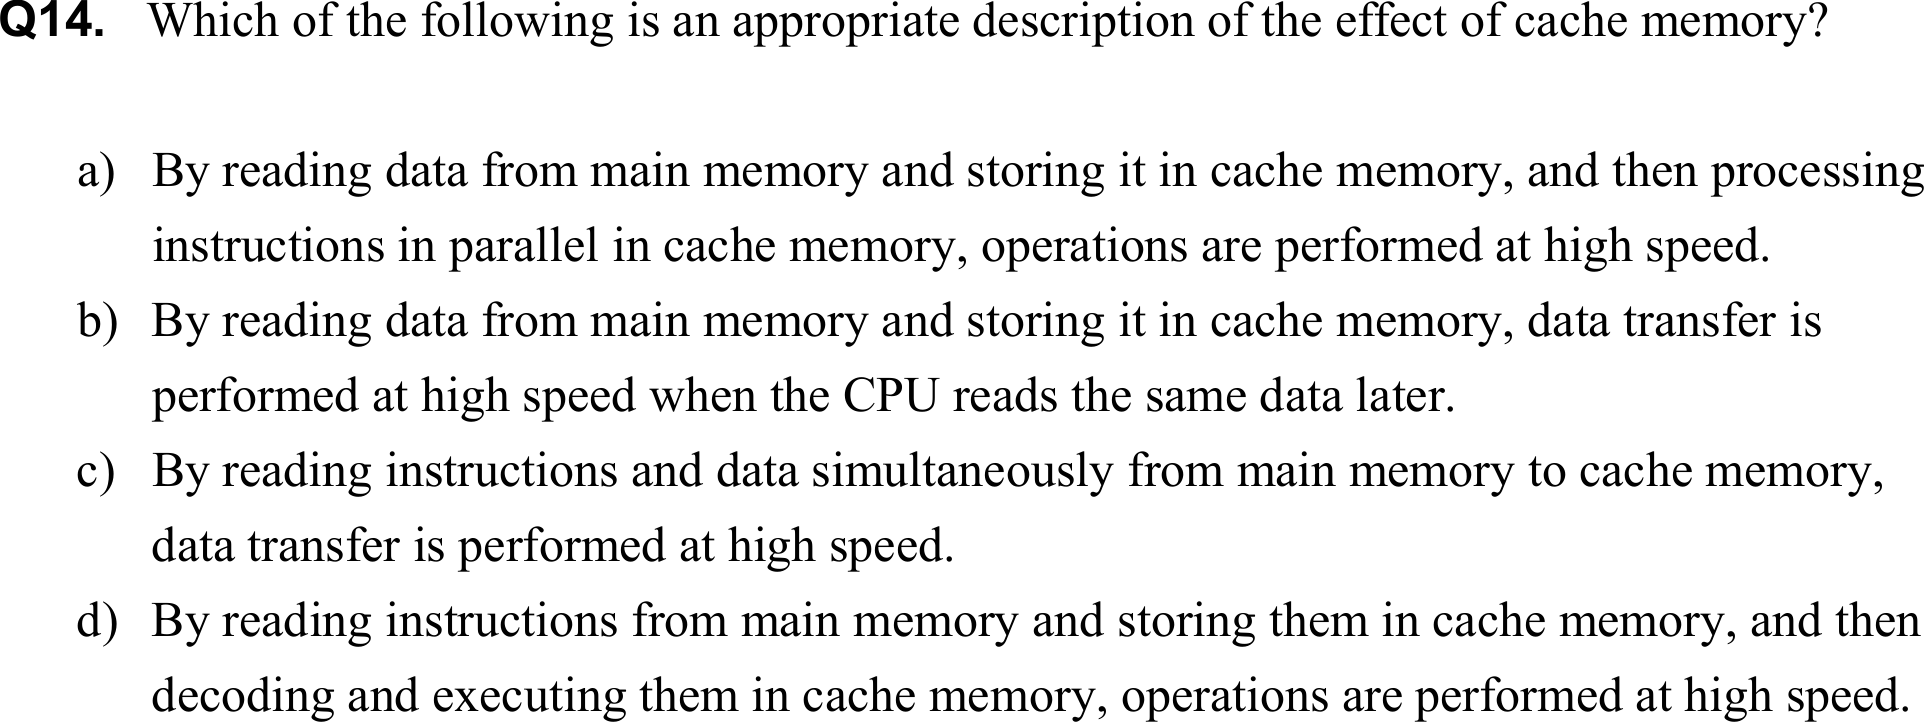 Q14. Which of the following is an appropriate description of the effect of cache memory?
a) By reading data from main memory and storing it in cache memory, and then processing
instructions in parallel in cache memory, operations are performed at high speed.
b) By reading data from main memory and storing it in cache memory, data transfer is
performed at high speed when the CPU reads the same data later.
c) By reading instructions and data simultaneously from main memory to cache memory,
data transfer is performed at high speed.
d) By reading instructions from main memory and storing them in cache memory, and then
decoding and executing them in cache memory, operations are performed at high speed.